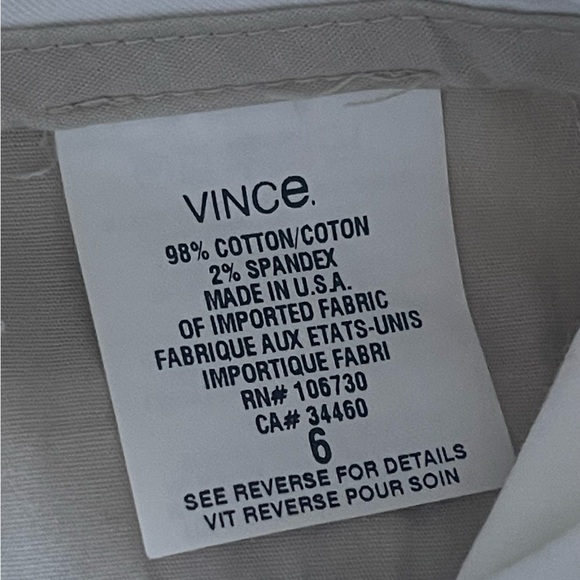 VINCe.
98% COTTON/COTON
2% SPANDEX
MADE IN U.S.A.
OF IMPORTED FABRIC
FABRIQUE AUX ETATS-UNIS
IMPORTIQUE FABRI
RN# 106730
CA# 34460
6
SEE REVERSE FOR DETAILS
VIT REVERSE POUR SOIN